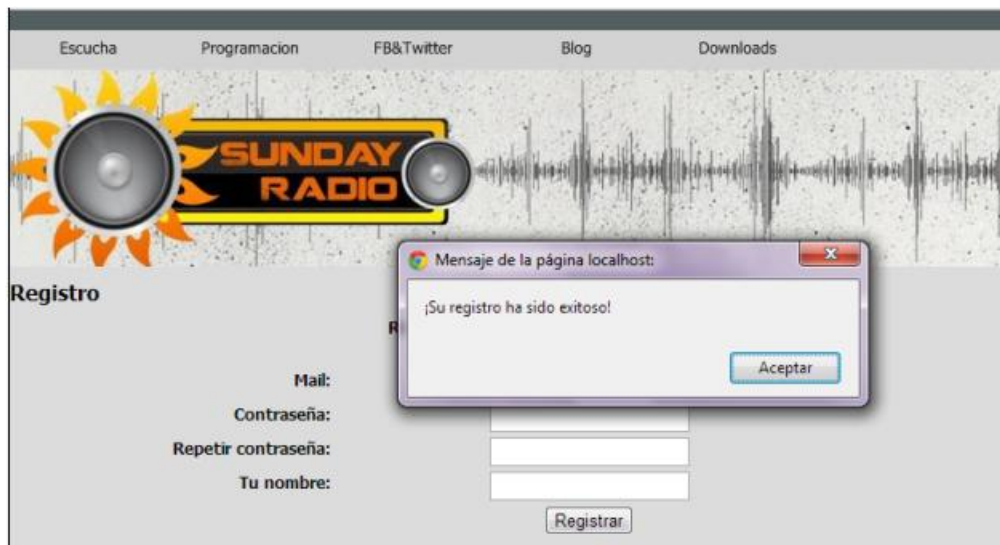 Escucha Programacion FB&Twitter Blog Downloads
SUNDAY
RADIO
Mensaje de la página localhost:
¡Su registro ha sido exitoso!
Aceptar
Registro
Mail:
Contraseña:
Repetir contraseña:
Tu nombre:
Registrar